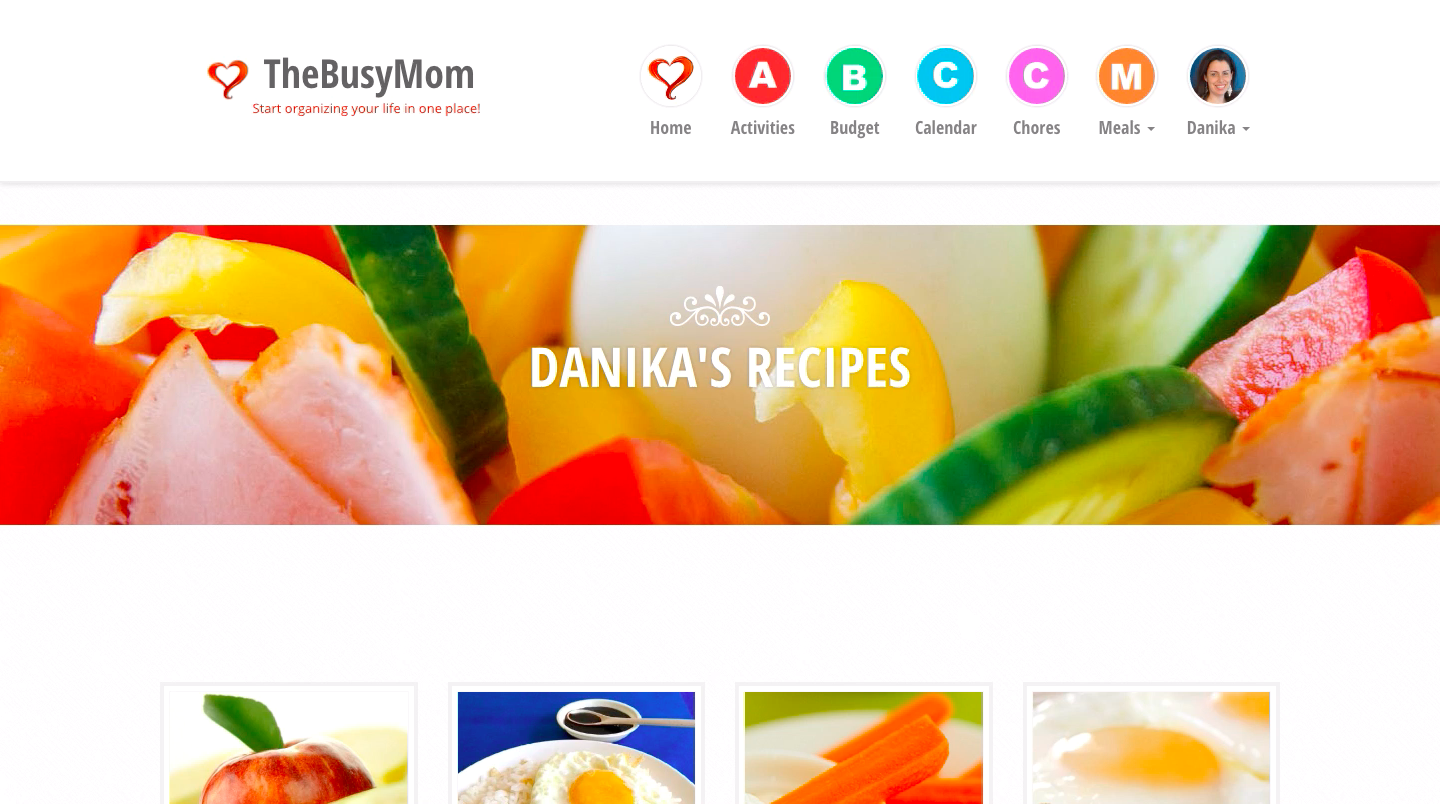 TheBusyMom
Start organizing your life in one place!
A B C C M
Home Activities Budget Calendar Chores Meals Danika
DANIKA'S RECIPES